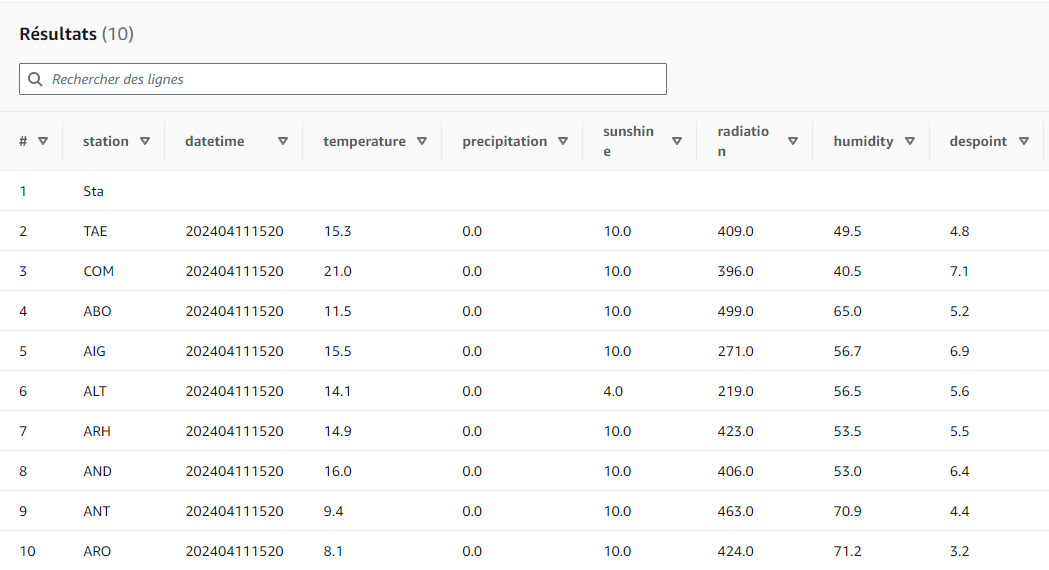 Résultats (10)
Rechercher des lignes
# station datetime temperature precipitation sunshin
e radiatio
n humidity despoint
1 Sta
2 TAE 202404111520 15.3 0.0 10.0 409.0 49.5 4.8
3 COM 202404111520 21.0 0.0 10.0 396.0 40.5 7.1
4 ABO 202404111520 11.5 0.0 10.0 499.0 65.0 5.2
5 AIG 202404111520 15.5 0.0 10.0 271.0 56.7 6.9
6 ALT 202404111520 14.1 0.0 4.0 219.0 56.5 5.6
7 ARH 202404111520 14.9 0.0 10.0 423.0 53.5 5.5
8 AND 202404111520 16.0 0.0 10.0 406.0 53.0 6.4
9 ANT 202404111520 9.4 0.0 10.0 463.0 70.9 4.4
10 ARO 202404111520 8.1 0.0 10.0 424.0 71.2 3.2